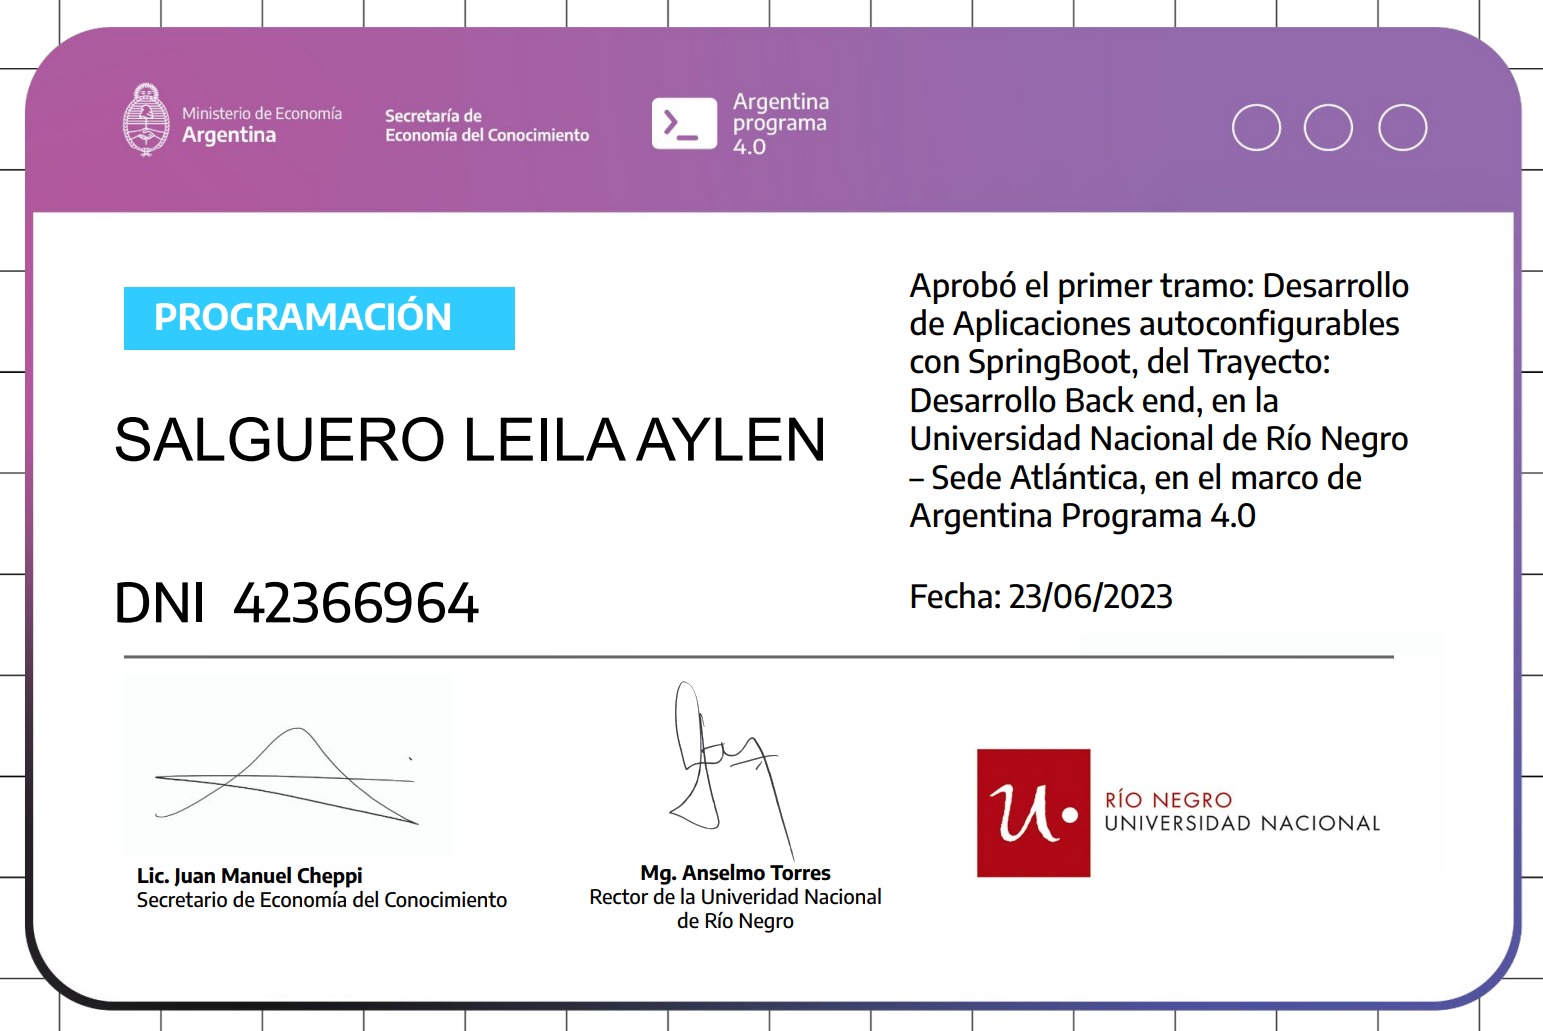 Ministerio de Economía
Argentina
Secretaría de
Economía del Conocimiento
>_
Argentina
programa
4.0
PROGRAMACIÓN
SALGUERO LEILA AYLEN
DNI 42366964
Aprobó el primer tramo: Desarrollo
de Aplicaciones autoconfigurables
con SpringBoot, del Trayecto:
Desarrollo Back end, en la
Universidad Nacional de Río Negro
– Sede Atlántica, en el marco de
Argentina Programa 4.0
Fecha: 23/06/2023
Lic. Juan Manuel Cheppi
Secretario de Economía del Conocimiento
Mg. Anselmo Torres
Rector de la Univeridad Nacional
de Río Negro
u.
RÍO NEGRO
UNIVERSIDAD NACIONAL